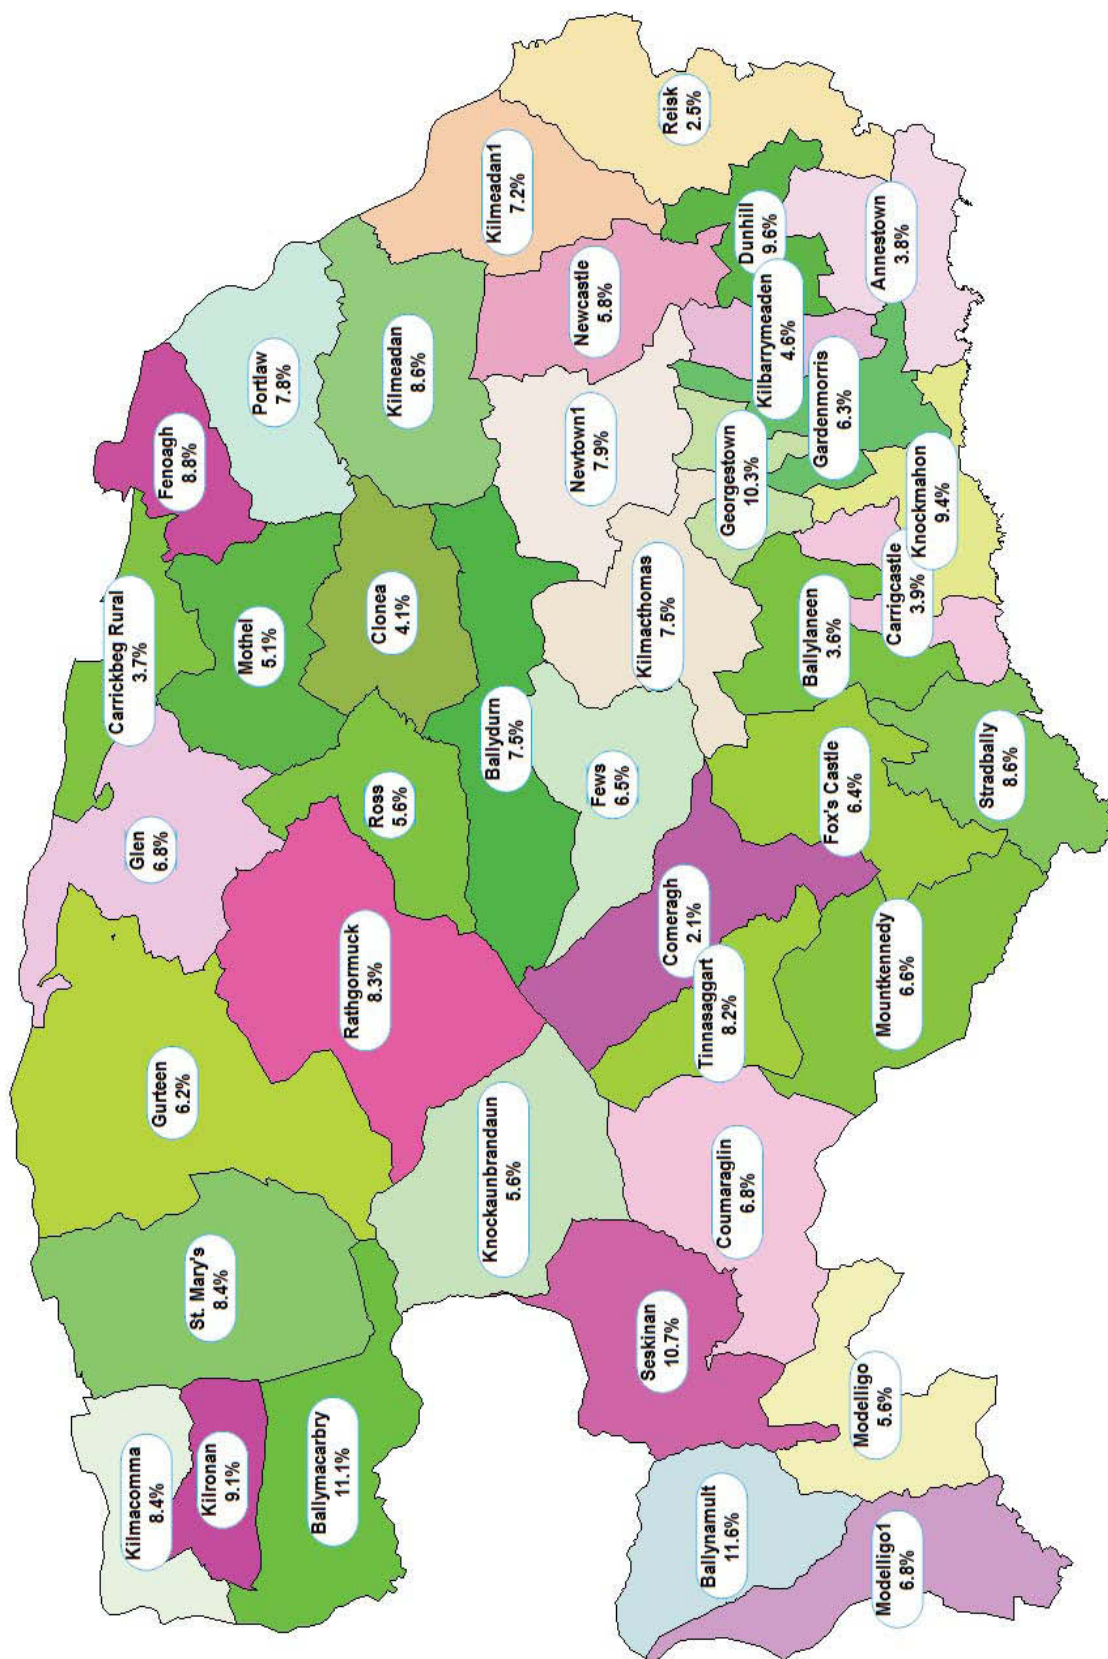 Carrickbeg Rural
3.7%
Kilmacomma
8.4%
Glen
6.8%
Gurteen
6.2%
Fenoagh
8.8%
St. Mary's
8.4%
Kilronan
9.1%
Mothel
5.1%
Portlaw
7.8%
Ballymacarbry
11.1%
Rathgormuck
8.3%
Ross
5.6%
Clonea
4.1%
Kilmeadan
8.6%
Knockaunbrandaun
5.6%
Ballydurn
7.5%
Kilmeadan1
7.2%
Fews
6.5%
Newtown1
7.9%
Newcastle
5.8%
Seskinan
10.7%
Kilmacthomas
7.5%
Comeragh
2.1%
Reisk
2.5%
Ballynamult
11.6%
Tinnasaggart
8.2%
Coumaraglin
6.8%
Georgestown
10.3%
Dunhill
9.6%
Kilbarrymeaden
4.6%
Ballylaneen
3.6%
Gardenmorris
6.3%
Fox's Castle
6.4%
Modelligo
5.6%
Annestown
3.8%
Modelligo1
6.8%
Mountkennedy
6.6%
Carrigcastle
3.9%
Knockmahon
9.4%
Stradbally
8.6%